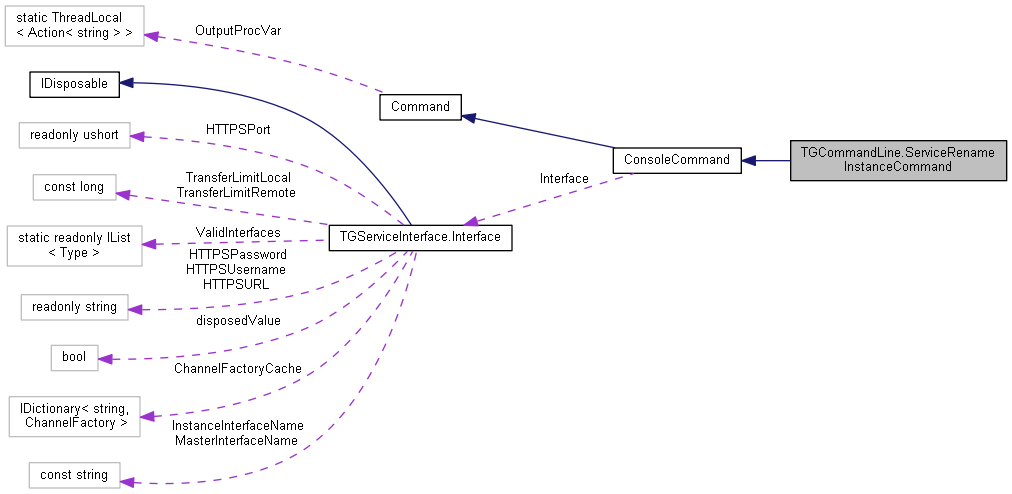 static ThreadLocal
< Action< string > >
OutputProcVar
IDisposable
Command
readonly ushort
HTTPSPort
ConsoleCommand
TGCommandLine.ServiceRename
InstanceCommand
const long
TransferLimitLocal
TransferLimitRemote
Interface
static readonly IList
< Type >
ValidInterfaces
TGServiceInterface.Interface
HTTPSPassword
HTTPSUsername
HTTPSURL
readonly string
disposedValue
bool
ChannelFactoryCache
IDictionary< string,
ChannelFactory >
InstanceInterfaceName
MasterInterfaceName
const string